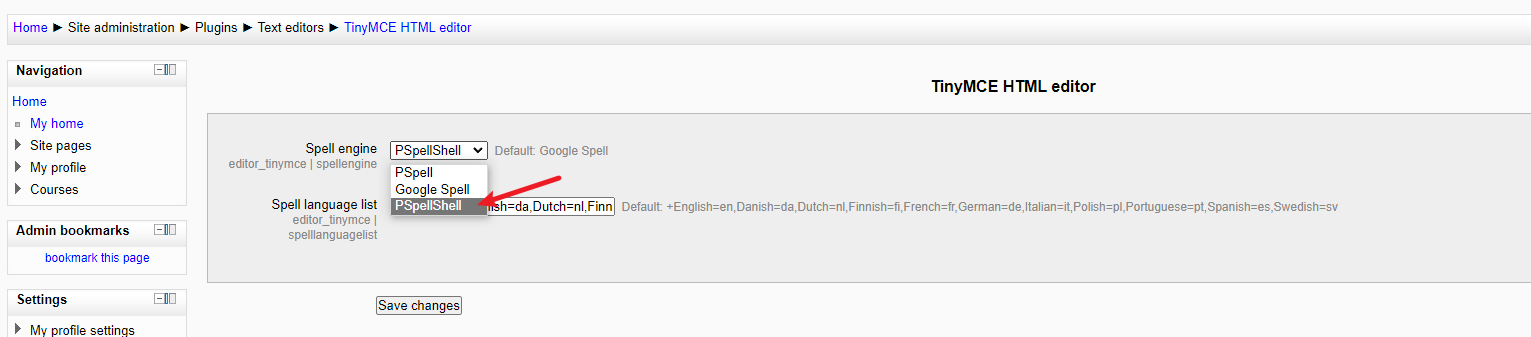 Home ► Site administration ► Plugins ► Text editors ► TinyMCE HTML editor
Navigation
Home
My home
Site pages
My profile
Courses
Admin bookmarks
bookmark this page
Settings
My profile settings
TinyMCE HTML editor
Spell engine
editor_tinymce | spellengine
PSpellShell
Default: Google Spell
PSpell
Google Spell
PSpellShell
Spell language list
editor_tinymce |
spelllanguagelist
lish=da,Dutch=nl,Finn
Default: +English=en,Danish=da,Dutch=nl,Finnish=fi,French=fr,German=de,Italian=it,Polish=pl,Portuguese=pt,Spanish=es,Swedish=sv
Save changes